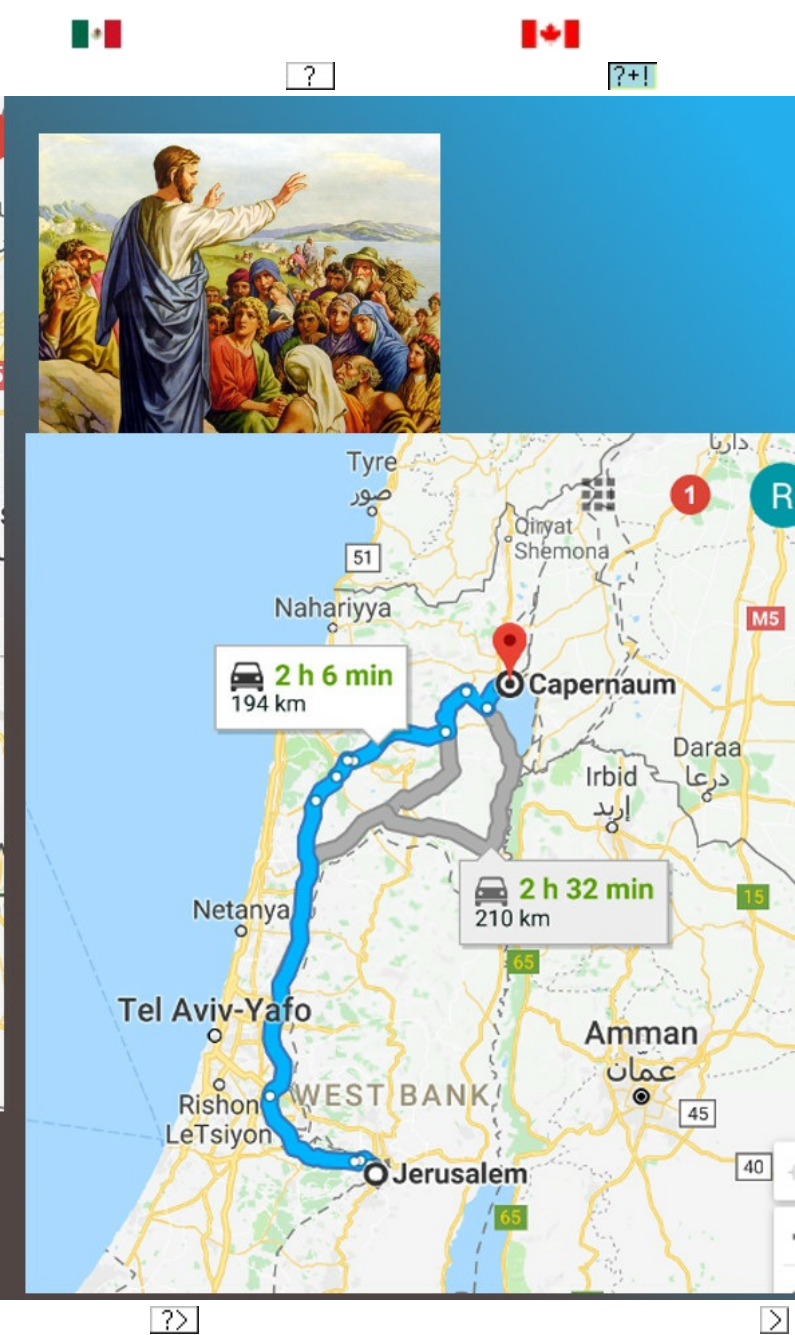 ?
?+!
داريا
Tyre
صور
1
R
Qiryat
Shemona
51
Nahariyya
M5
2 h 6 min
194 km
Capernaum
Daraa
درعا
Irbid
إربد
2 h 32 min
210 km
15
Netanya
65
Tel Aviv-Yafo
Amman
عمان
WEST BANK
Rishon
LeTsiyon
45
40
Jerusalem
65
?>
>